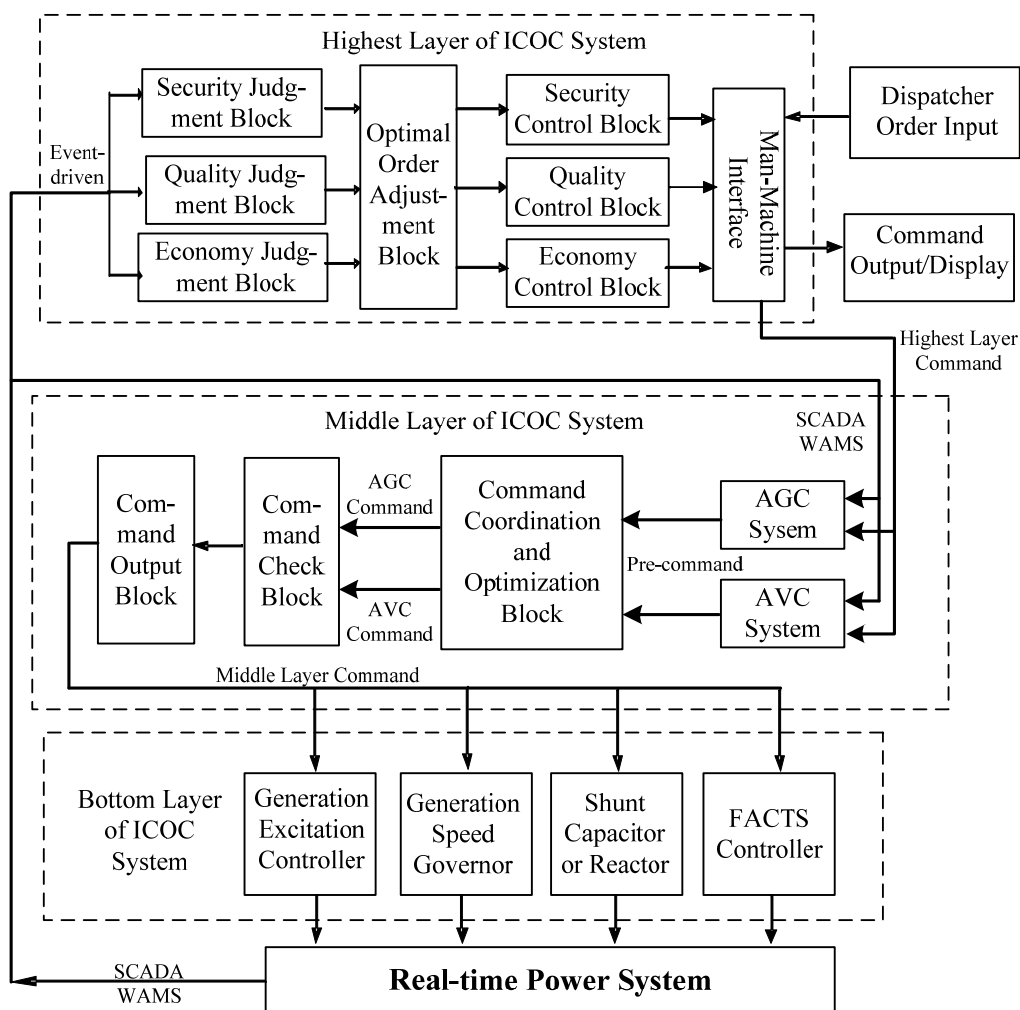 Highest Layer of ICOC System
Event-
driven
Security Judg-
ment Block
Quality Judg-
ment Block
Economy Judg-
ment Block
Optimal
Order
Adjust-
ment
Block
Security
Control Block
Quality
Control Block
Economy
Control Block
Man-Machine
Interface
Dispatcher
Order Input
Command
Output/Display
Highest Layer
Command
Middle Layer of ICOC System
SCADA
WAMS
Com-
mand
Output
Block
Com-
mand
Check
Block
AGC
Command
AVC
Command
Command
Coordination
and
Optimization
Block
Pre-command
AGC
Sysem
AVC
System
Middle Layer Command
Bottom Layer
of ICOC
System
Generation
Excitation
Controller
Generation
Speed
Governor
Shunt
Capacitor
or Reactor
FACTS
Controller
SCADA
WAMS
Real-time Power System